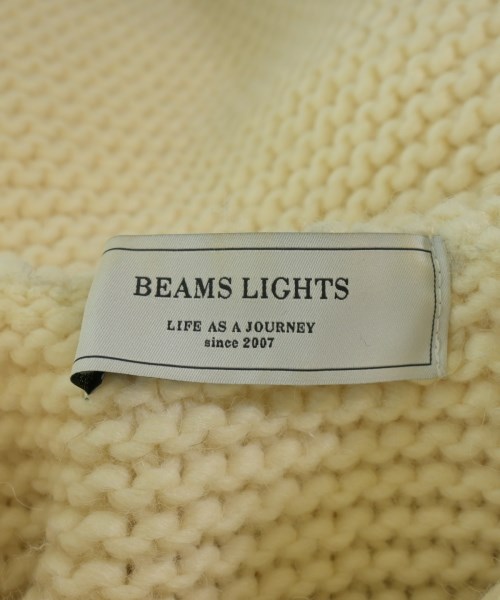 BEAMS LIGHTS
LIFE AS A JOURNEY
since 2007